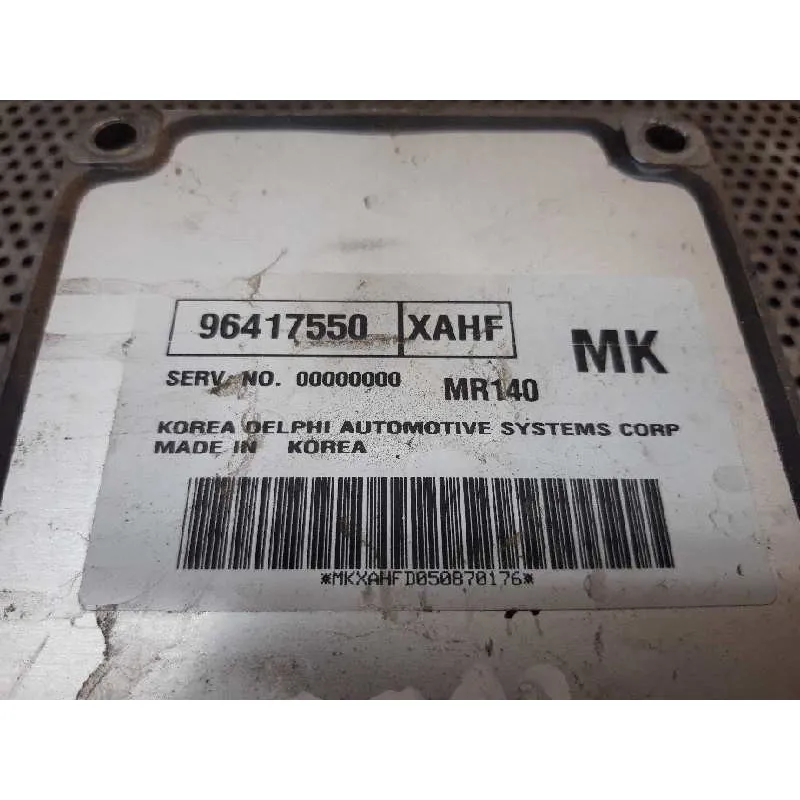 96417550 XAHF MK
SERV. NO. 00000000 MR140
KOREA DELPHI AUTOMOTIVE SYSTEMS CORP
MADE IN KOREA
*MKXAHFD050870176*